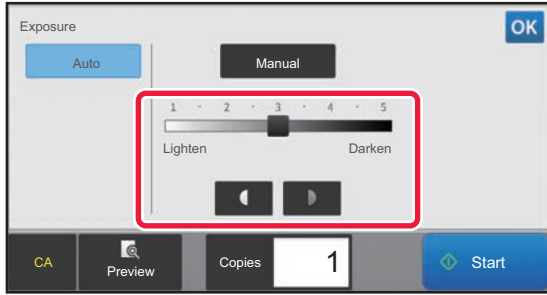 Exposure
OK
Auto
Manual
1 · 2 · 3 · 4 · 5
Lighten
Darken
CA
Preview
Copies
1
Start